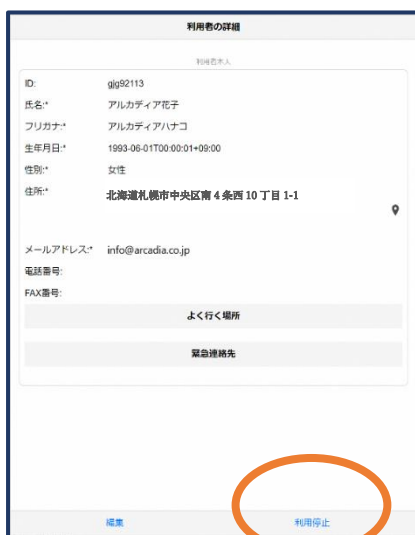 利用者の詳細
利用者本人
ID: gjg92113
氏名:* アルカディア花子
フリガナ:* アルカディアハナコ
生年月日:* 1993-06-01T00:00:01+09:00
性別:* 女性
住所:* 北海道札幌市中央区南4条西10丁目1-1
メールアドレス:* info@arcadia.co.jp
電話番号:
FAX番号:
よく行く場所
緊急連絡先
編集 利用停止